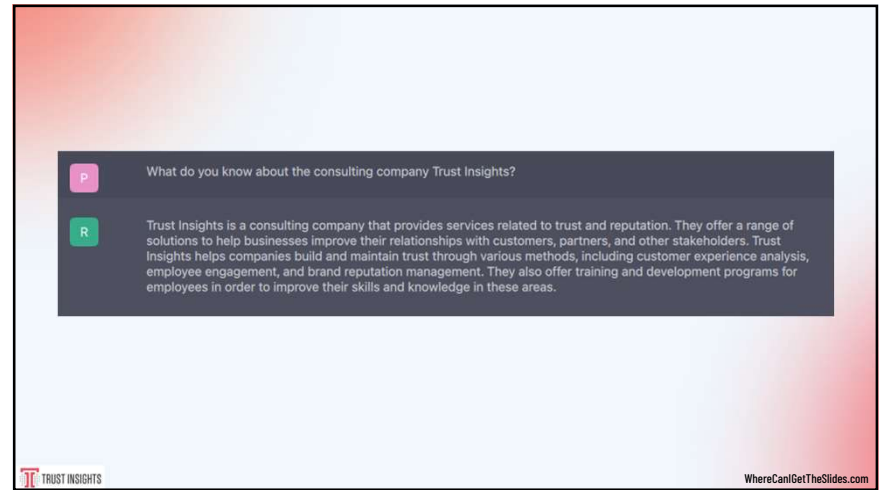 P
What do you know about the consulting company Trust Insights?
R
Trust Insights is a consulting company that provides services related to trust and reputation. They offer a range of
solutions to help businesses improve their relationships with customers, partners, and other stakeholders. Trust
Insights helps companies build and maintain trust through various methods, including customer experience analysis,
employee engagement, and brand reputation management. They also offer training and development programs for
employees in order to improve their skills and knowledge in these areas.
TRUST INSIGHTS
WhereCanIGetTheSlides.com